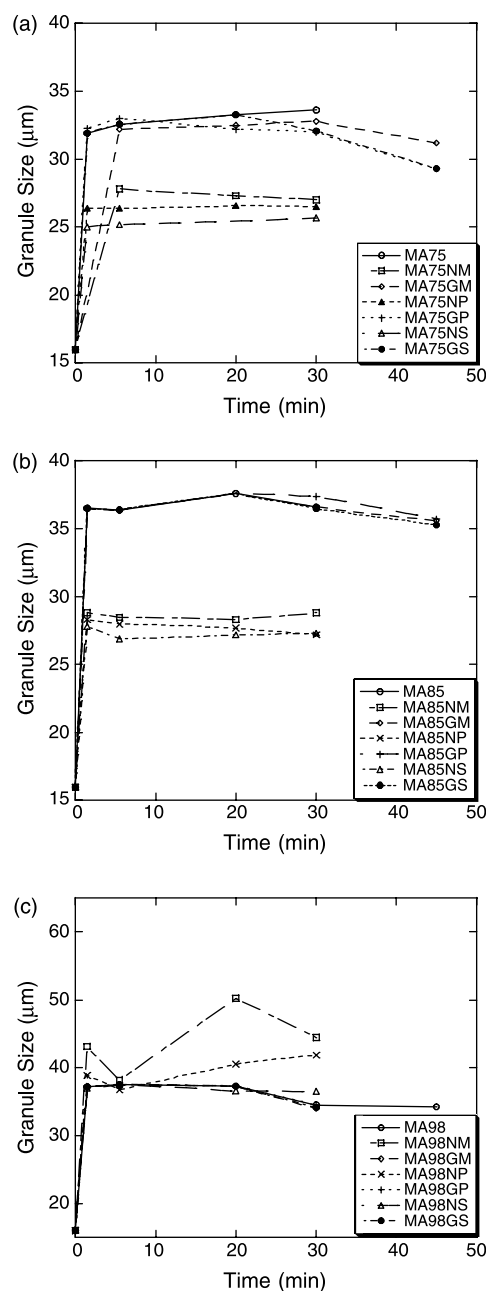 (a)
40
35
30
25
20
15
Granule Size (μm)
0 10 20 30 40 50
Time (min)
MA75
MA75NM
MA75GM
MA75NP
MA75GP
MA75NS
MA75GS
(b)
40
35
30
25
20
15
Granule Size (μm)
0 10 20 30 40 50
Time (min)
MA85
MA85NM
MA85GM
MA85NP
MA85GP
MA85NS
MA85GS
(c)
60
50
40
30
20
Granule Size (μm)
0 10 20 30 40 50
Time (min)
MA98
MA98NM
MA98GM
MA98NP
MA98GP
MA98NS
MA98GS